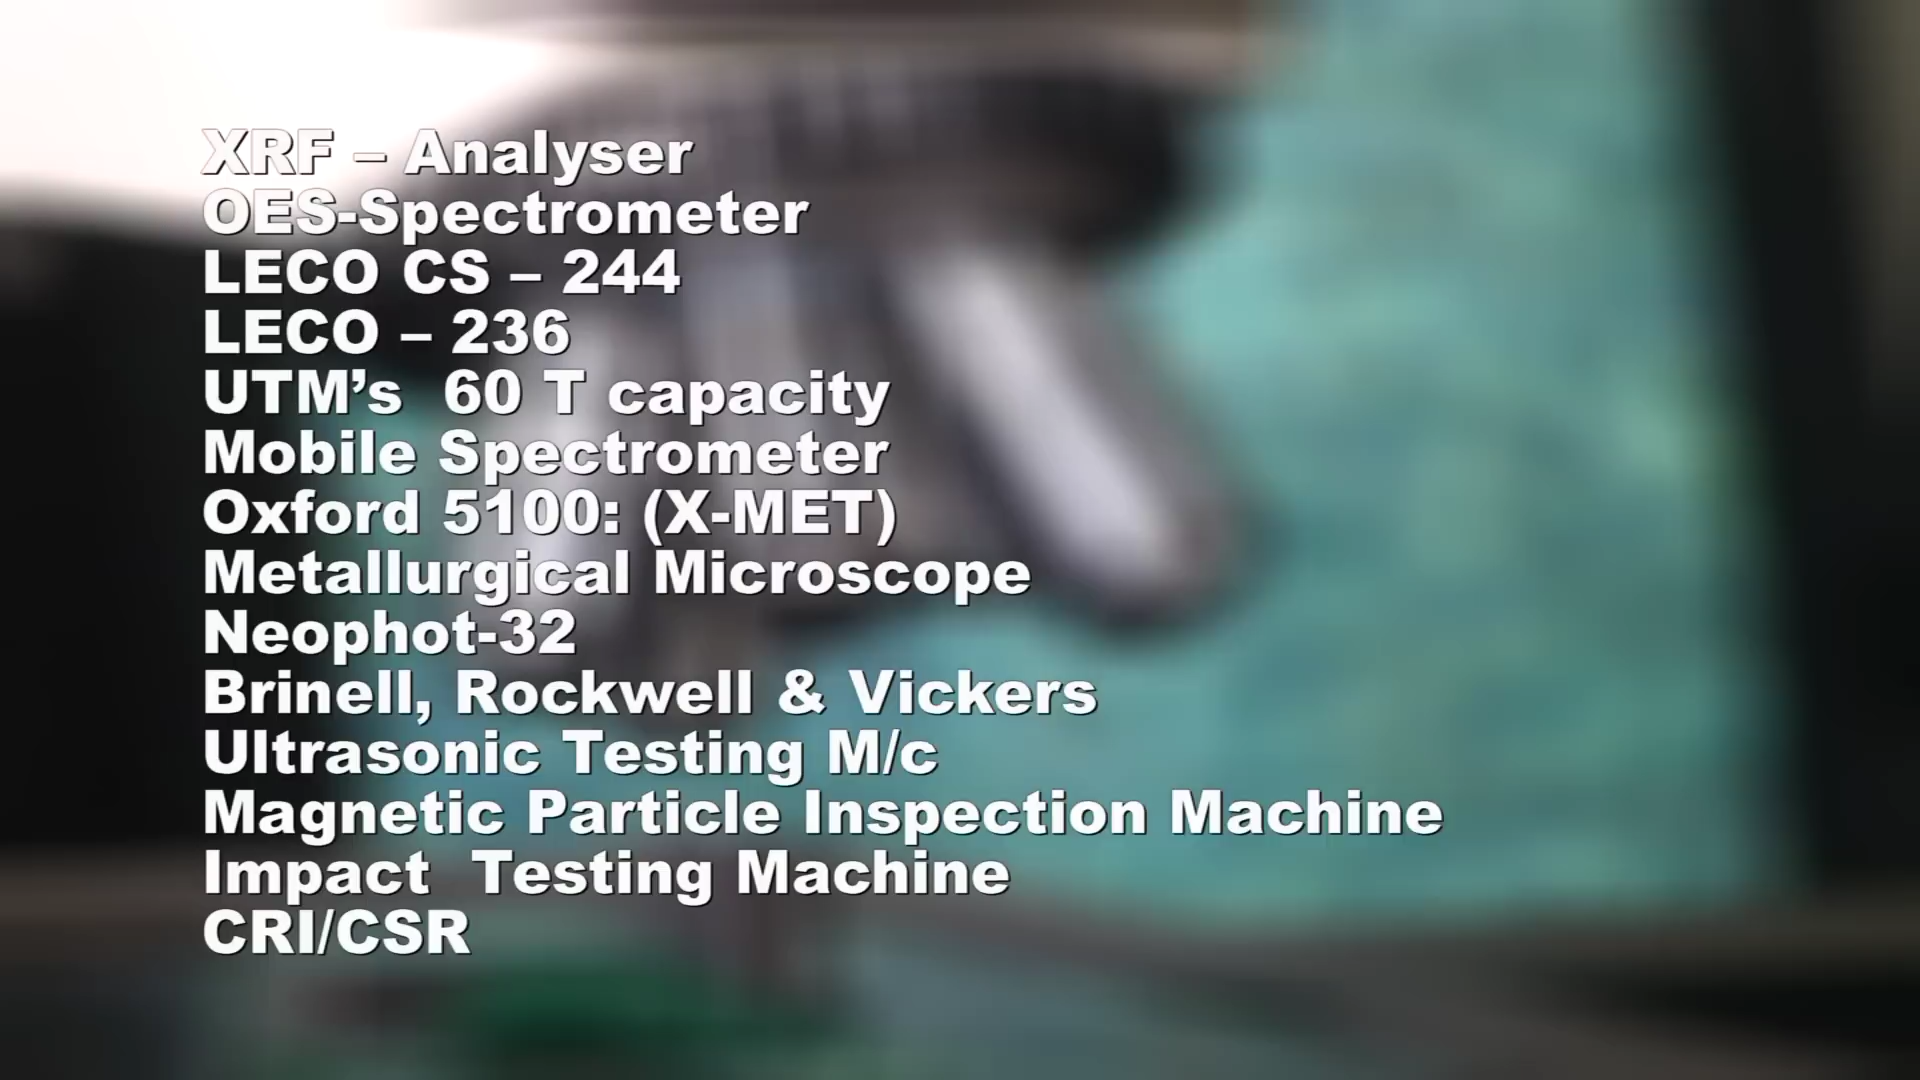 XRF – Analyser
OES-Spectrometer
LECO CS – 244
LECO – 236
UTM’s  60 T capacity
Mobile Spectrometer
Oxford 5100: (X-MET)
Metallurgical Microscope
Neophot-32
Brinell, Rockwell & Vickers
Ultrasonic Testing M/c
Magnetic Particle Inspection Machine
Impact  Testing Machine
CRI/CSR